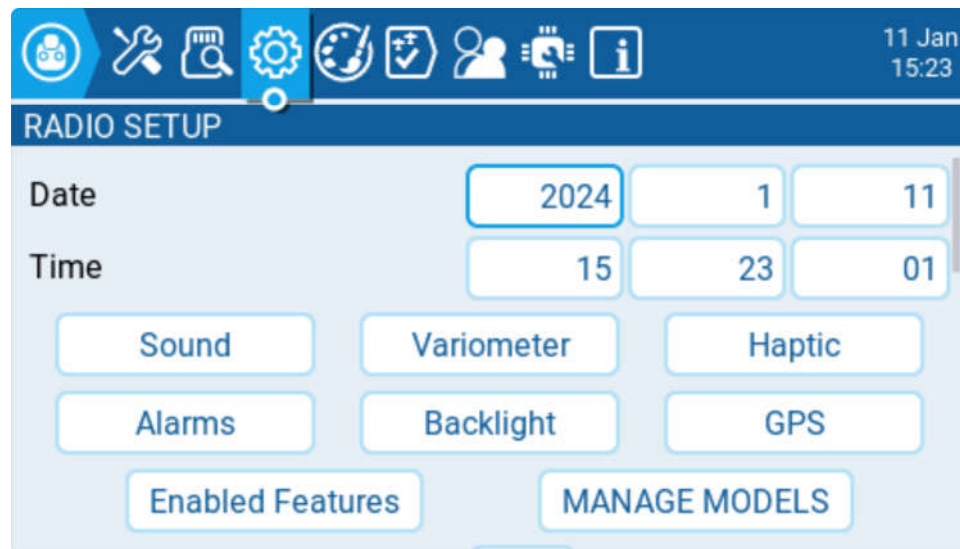 11 Jan
15:23
RADIO SETUP
Date 2024 1 11
Time 15 23 01
Sound Variometer Haptic
Alarms Backlight GPS
Enabled Features MANAGE MODELS